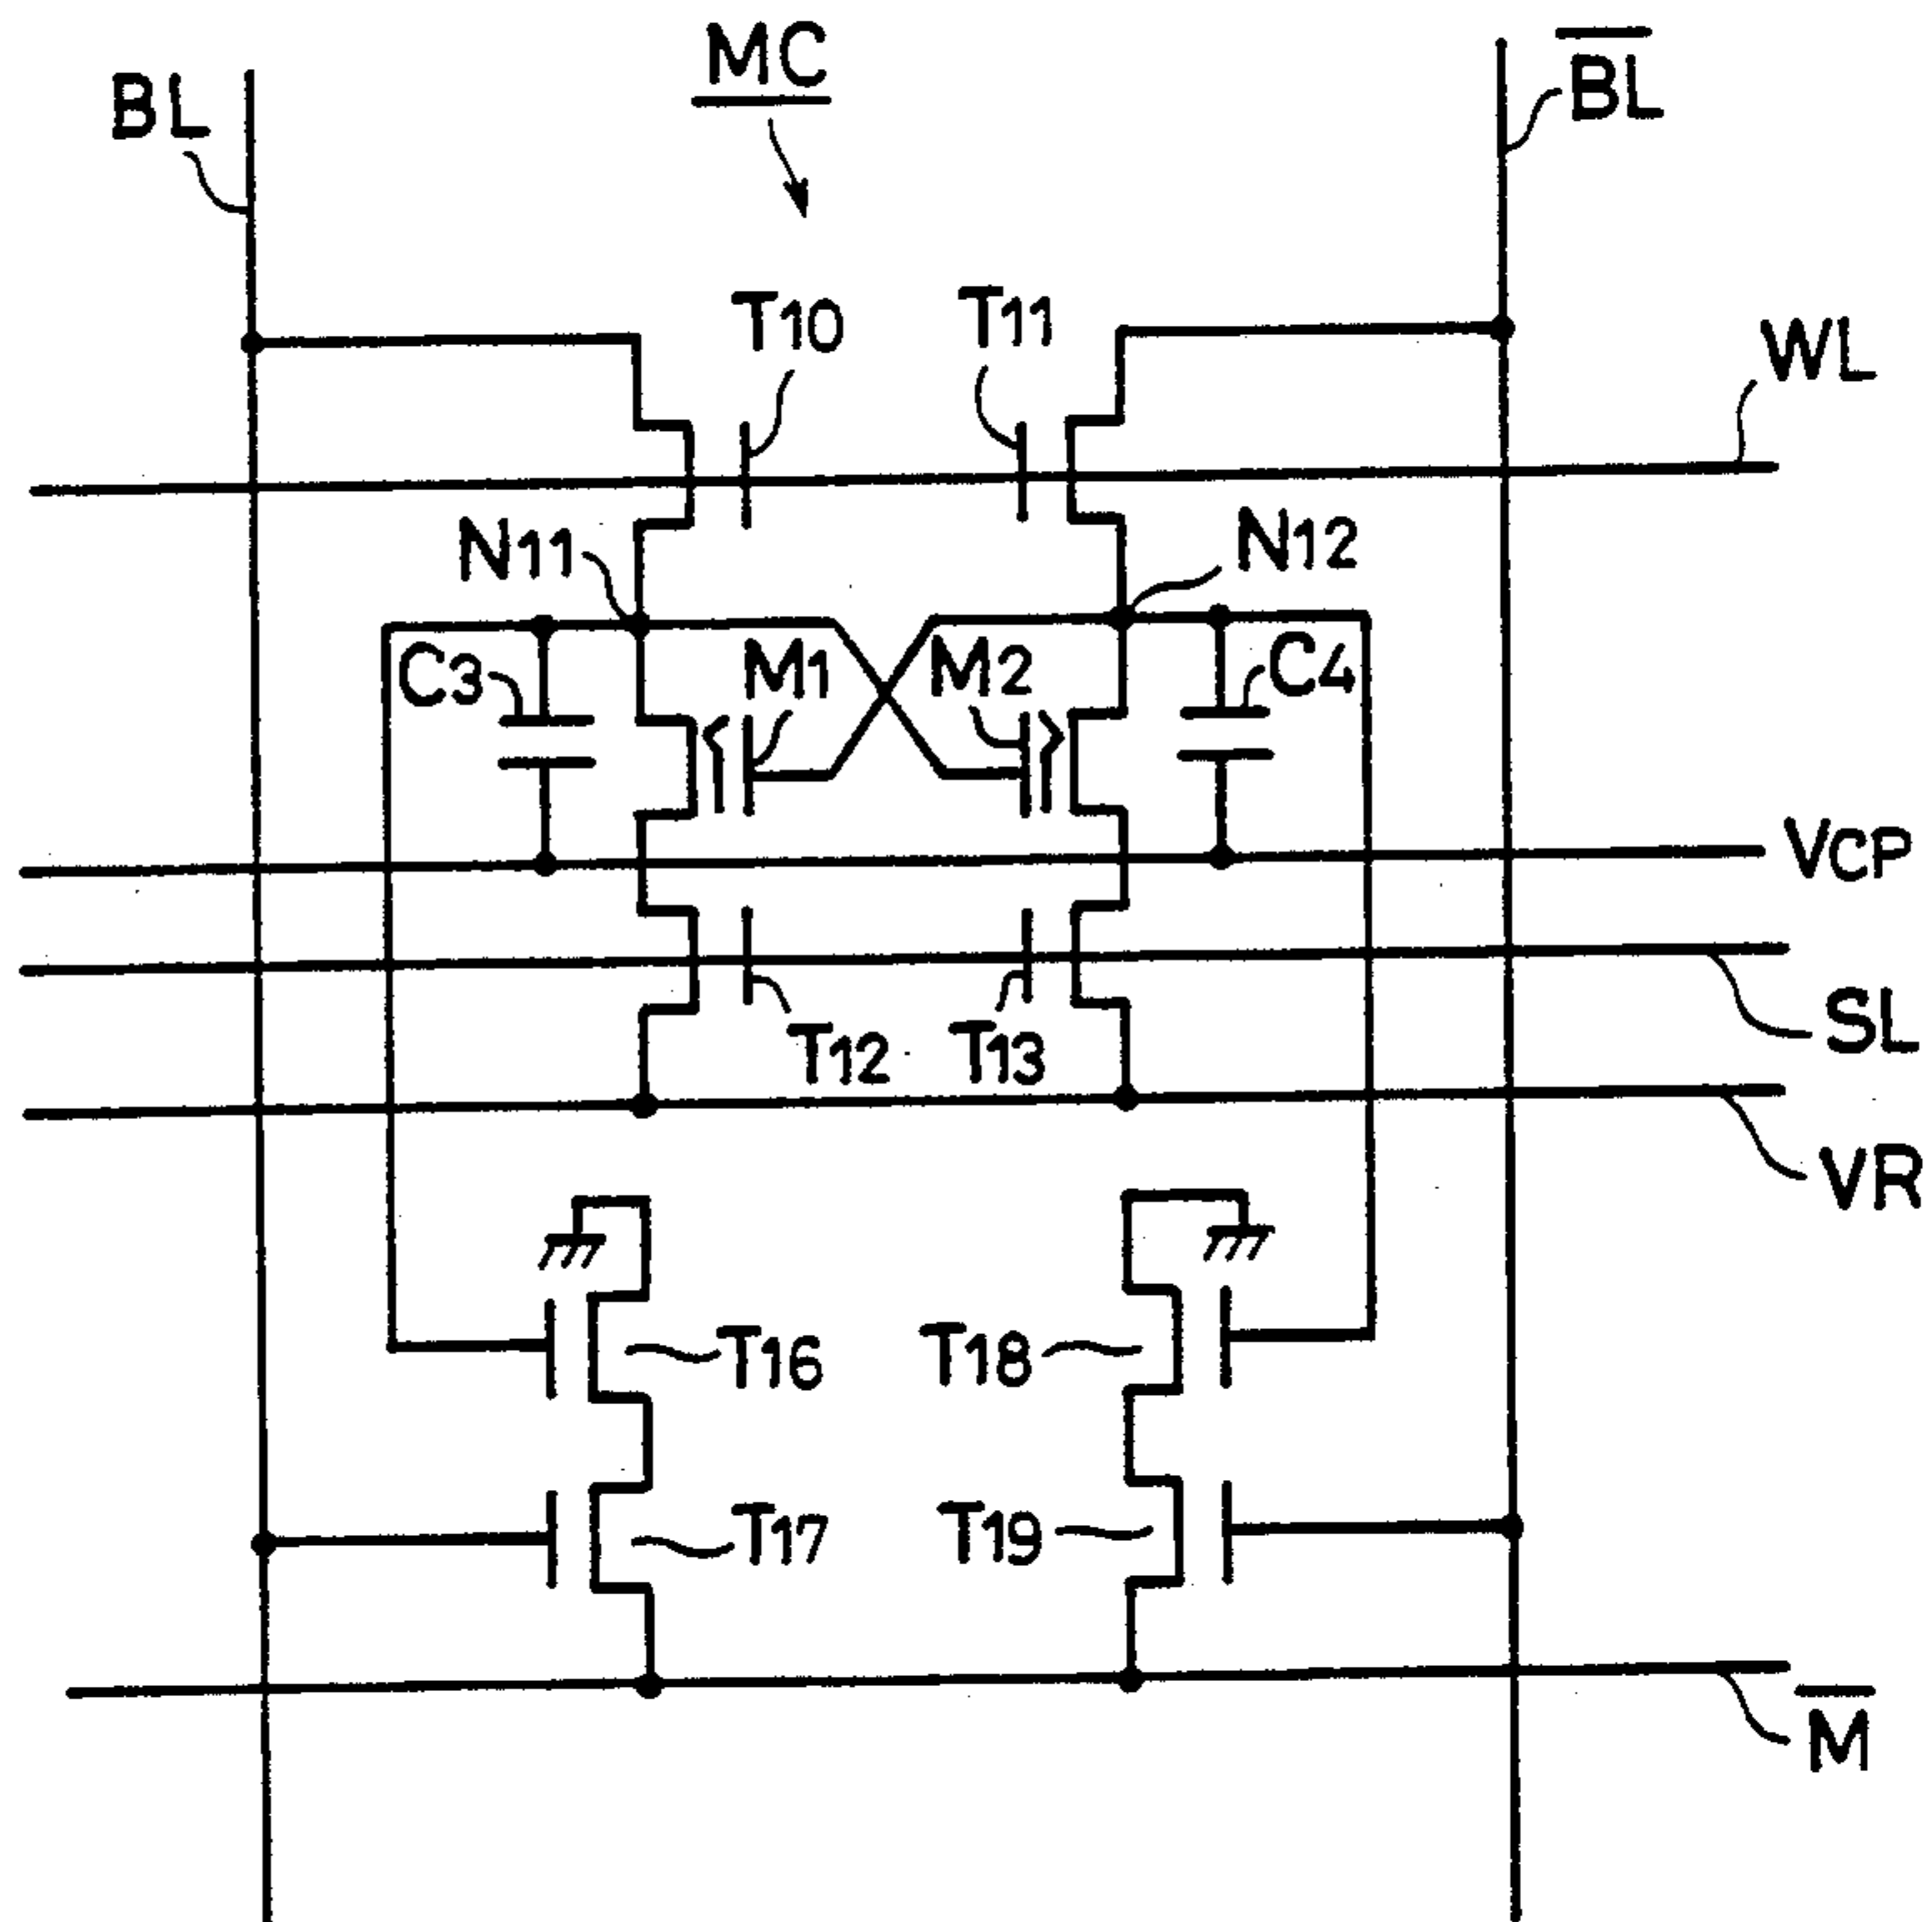 MC
BL
B̅L̅
T10
T11
WL
N11
N12
C3
M1
M2
C4
VCP
T12
T13
SL
VR
T16
T18
T17
T19
M̅